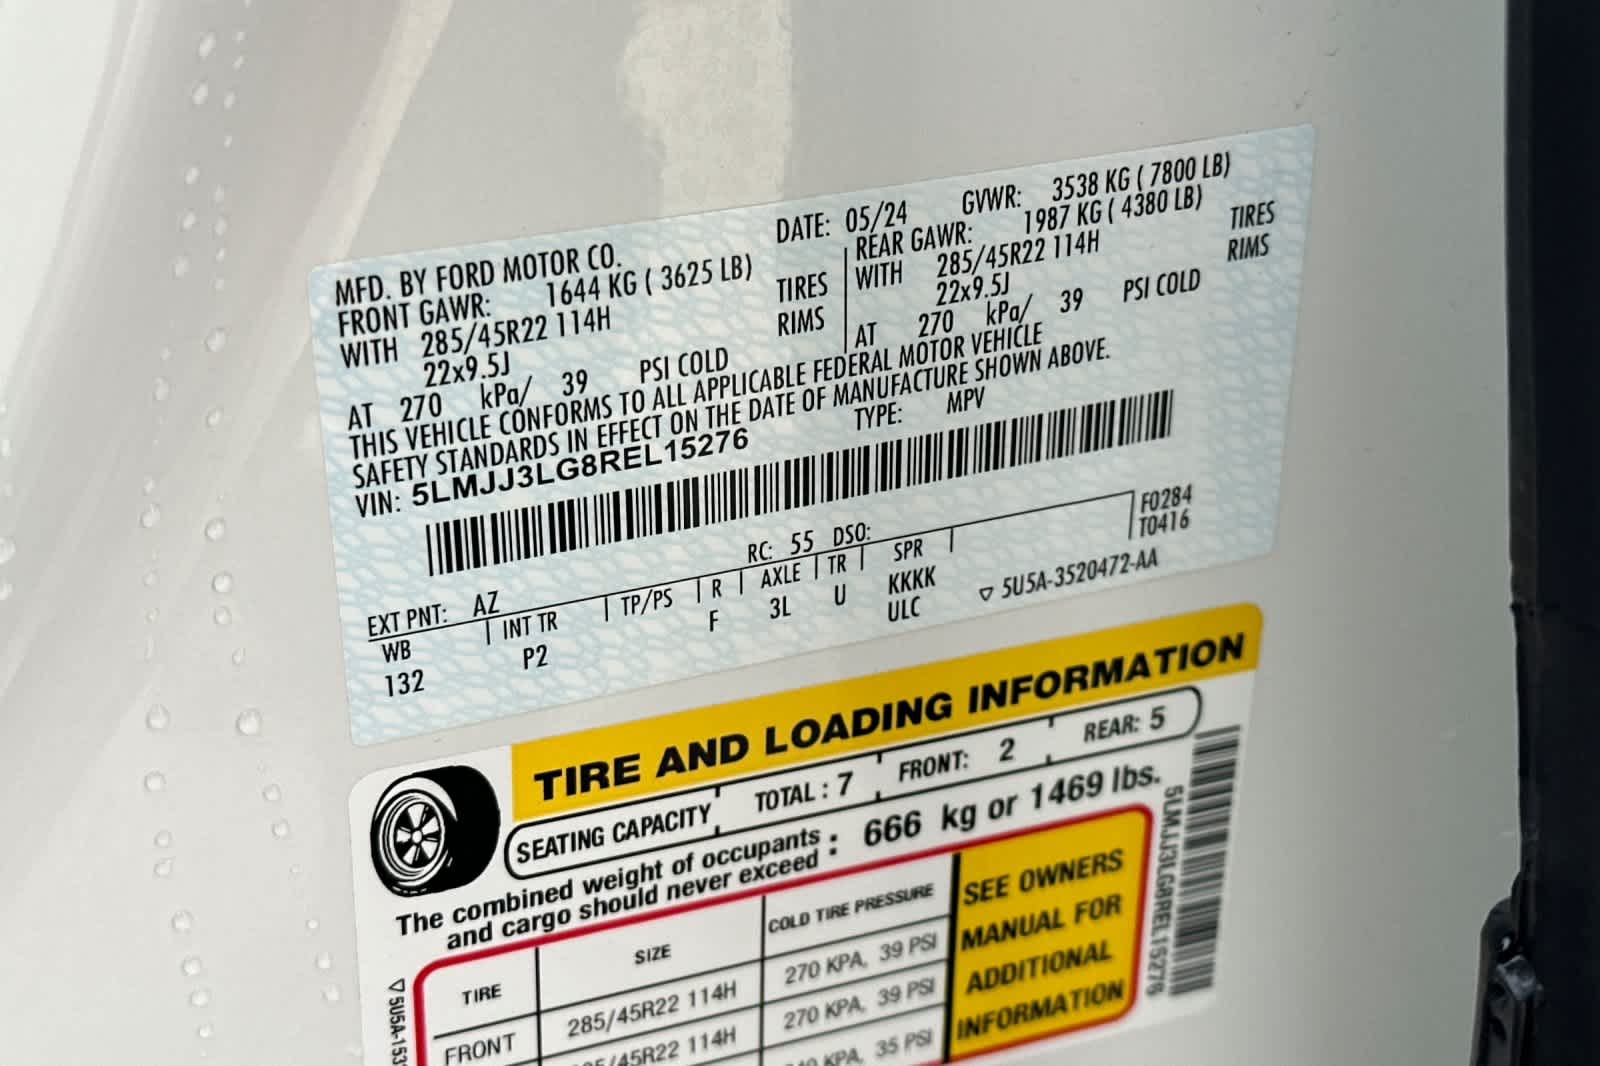 MFD. BY FORD MOTOR CO. DATE: 05/24 GVWR: 3538 KG ( 7800 LB)
FRONT GAWR: 1644 KG ( 3625 LB) REAR GAWR: 1987 KG ( 4380 LB)
WITH 285/45R22 114H TIRES WITH 285/45R22 114H TIRES
22x9.5J RIMS 22x9.5J RIMS
AT 270 kPa/ 39 PSI COLD AT 270 kPa/ 39 PSI COLD
THIS VEHICLE CONFORMS TO ALL APPLICABLE FEDERAL MOTOR VEHICLE
SAFETY STANDARDS IN EFFECT ON THE DATE OF MANUFACTURE SHOWN ABOVE.
VIN: 5LMJJ3LG8REL15276 TYPE: MPV
F0284
T0416
EXT PNT: AZ RC: 55 DSO:
WB INT TR TP/PS R AXLE TR SPR
132 P2 F 3L U KKKK
ULC
5U5A-3520472-AA
TIRE AND LOADING INFORMATION
SEATING CAPACITY TOTAL : 7 FRONT: 2 REAR: 5
The combined weight of occupants
and cargo should never exceed : 666 kg or 1469 lbs.
TIRE SIZE COLD TIRE PRESSURE
FRONT 285/45R22 114H 270 KPA, 39 PSI
45R22 114H 270 KPA, 39 PSI
KPA, 35 PSI
SEE OWNERS
MANUAL FOR
ADDITIONAL
INFORMATION
5LMJJ3LG8REL15276
5U5A-153